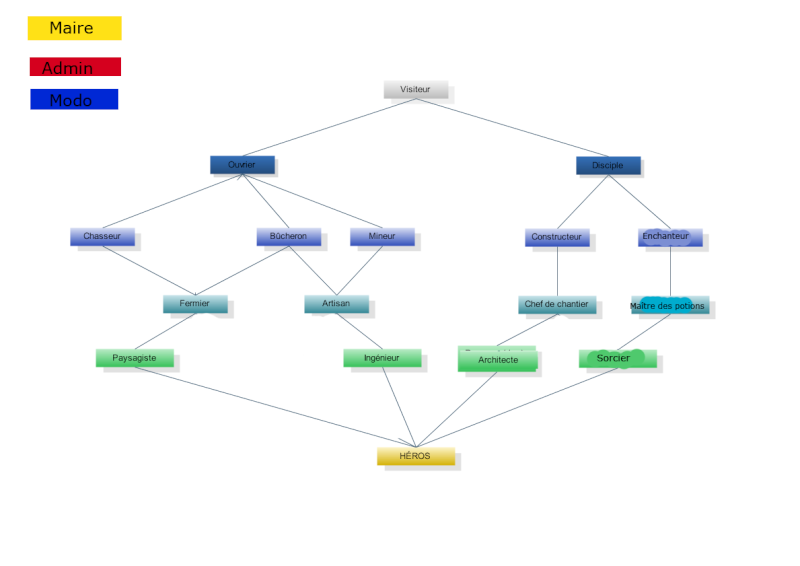 Maire
Admin
Modo
Visiteur
Ouvrier
Disciple
Chasseur
Bûcheron
Mineur
Constructeur
Enchanteur
Fermier
Artisan
Chef de chantier
Maître des potions
Paysagiste
Ingénieur
Architecte
Sorcier
HÉROS